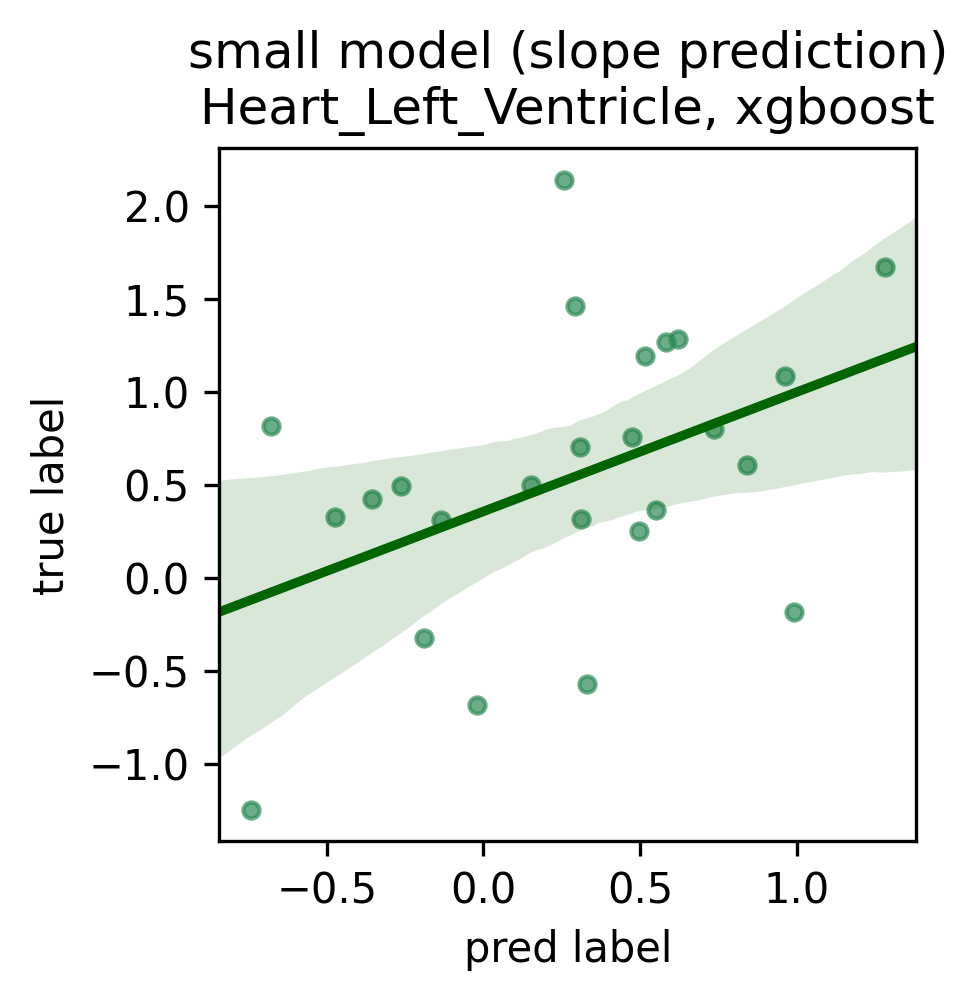 small model (slope prediction)
Heart_Left_Ventricle, xgboost
2.0
1.5
1.0
0.5
0.0
−0.5
−1.0
true label
−0.5 0.0 0.5 1.0
pred label